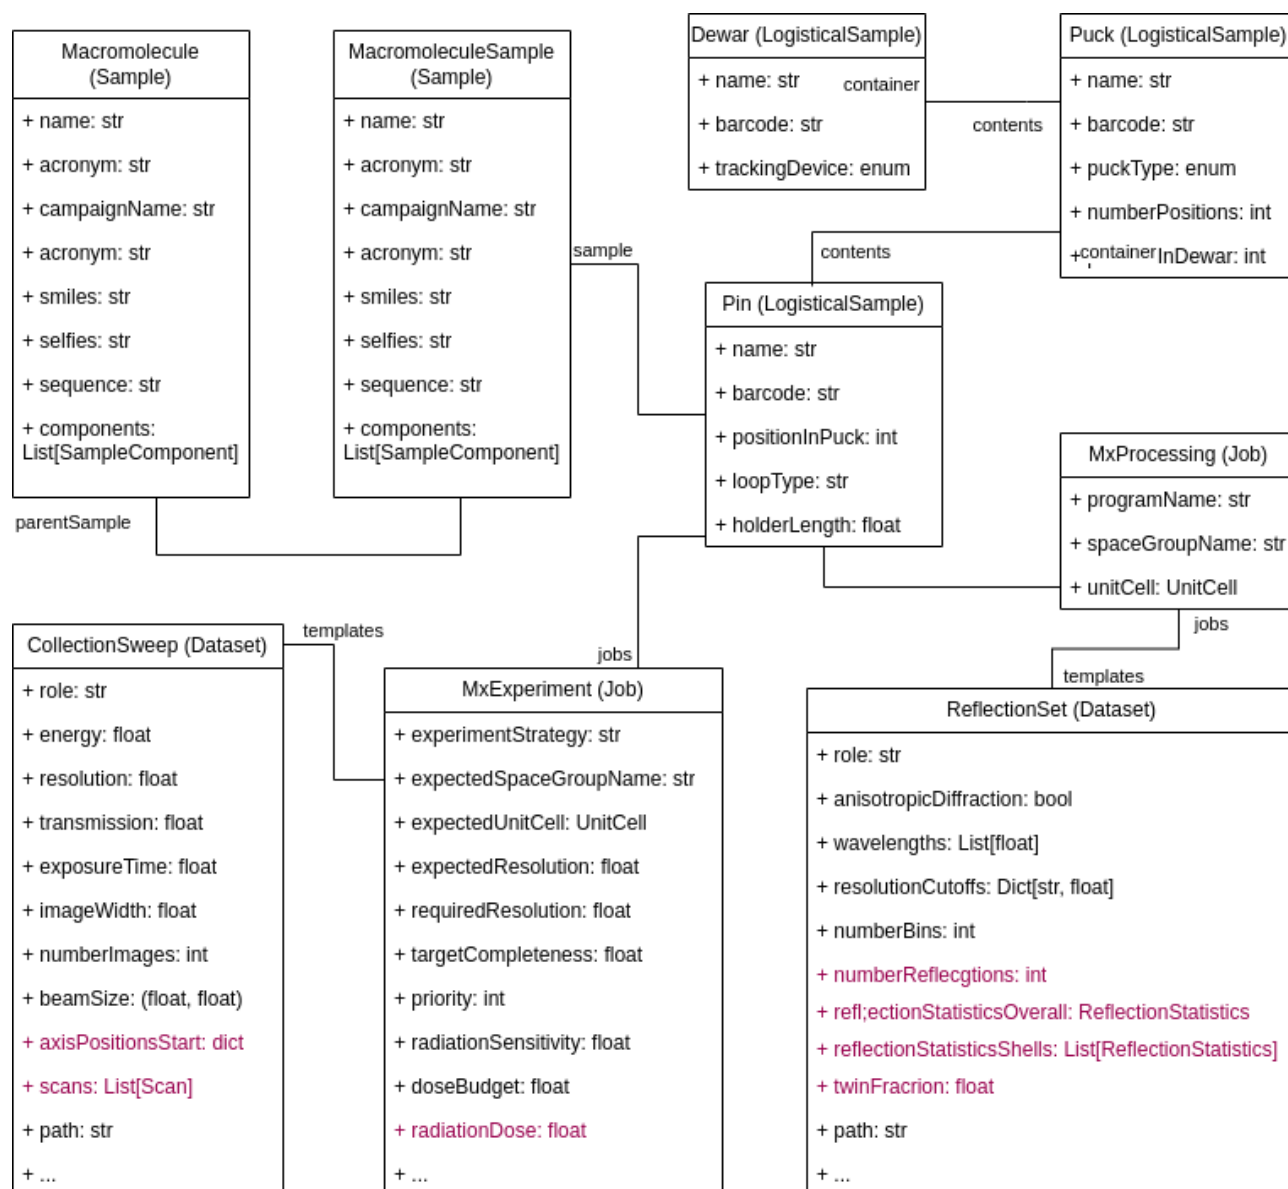 Macromolecule
(Sample)
+ name: str
+ acronym: str
+ campaignName: str
+ acronym: str
+ smiles: str
+ selfies: str
+ sequence: str
+ components:
List[SampleComponent]
parentSample
MacromoleculeSample
(Sample)
+ name: str
+ acronym: str
+ campaignName: str
+ acronym: str
+ smiles: str
+ selfies: str
+ sequence: str
+ components:
List[SampleComponent]
sample
Dewar (LogisticalSample)
+ name: str
container
+ barcode: str
+ trackingDevice: enum
contents
Puck (LogisticalSample)
+ name: str
+ barcode: str
+ puckType: enum
+ numberPositions: int
+ container InDewar: int
contents
Pin (LogisticalSample)
+ name: str
+ barcode: str
+ positionInPuck: int
+ loopType: str
+ holderLength: float
MxProcessing (Job)
+ programName: str
+ spaceGroupName: str
+ unitCell: UnitCell
jobs
templates
CollectionSweep (Dataset)
+ role: str
+ energy: float
+ resolution: float
+ transmission: float
+ exposureTime: float
+ imageWidth: float
+ numberImages: int
+ beamSize: (float, float)
+ axisPositionsStart: dict
+ scans: List[Scan]
+ path: str
+ ...
templates
jobs
MxExperiment (Job)
+ experimentStrategy: str
+ expectedSpaceGroupName: str
+ expectedUnitCell: UnitCell
+ expectedResolution: float
+ requiredResolution: float
+ targetCompleteness: float
+ priority: int
+ radiationSensitivity: float
+ doseBudget: float
+ radiationDose: float
+ ...
ReflectionSet (Dataset)
+ role: str
+ anisotropicDiffraction: bool
+ wavelengths: List[float]
+ resolutionCutoffs: Dict[str, float]
+ numberBins: int
+ numberReflecgtions: int
+ refl;ectionStatisticsOverall: ReflectionStatistics
+ reflectionStatisticsShells: List[ReflectionStatistics]
+ twinFracrion: float
+ path: str
+ ...